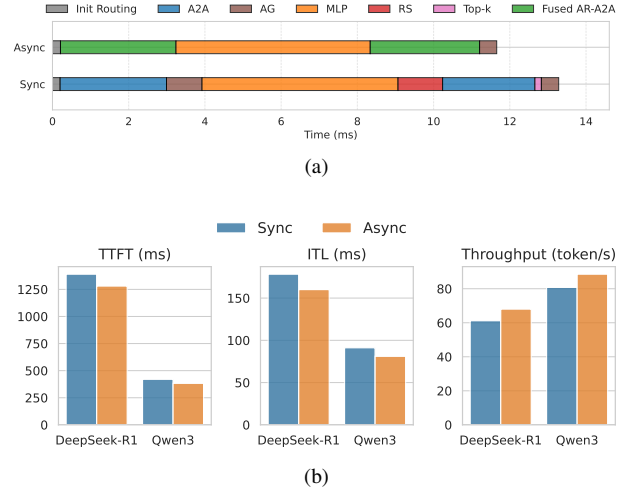 Init Routing A2A AG MLP RS Top-k Fused AR-A2A
Async
Sync
0 2 4 6 8 10 12 14
Time (ms)
(a)
Sync Async
TTFT (ms) ITL (ms) Throughput (token/s)
1250
1000
750
500
250
0
DeepSeek-R1 Qwen3
150
100
50
0
DeepSeek-R1 Qwen3
80
60
40
20
0
DeepSeek-R1 Qwen3
(b)